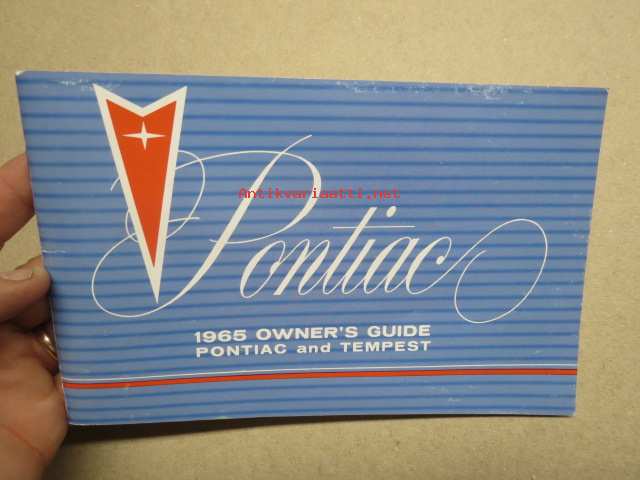 Antikvariaatti.net
Pontiac
1965 OWNER'S GUIDE
PONTIAC and TEMPEST